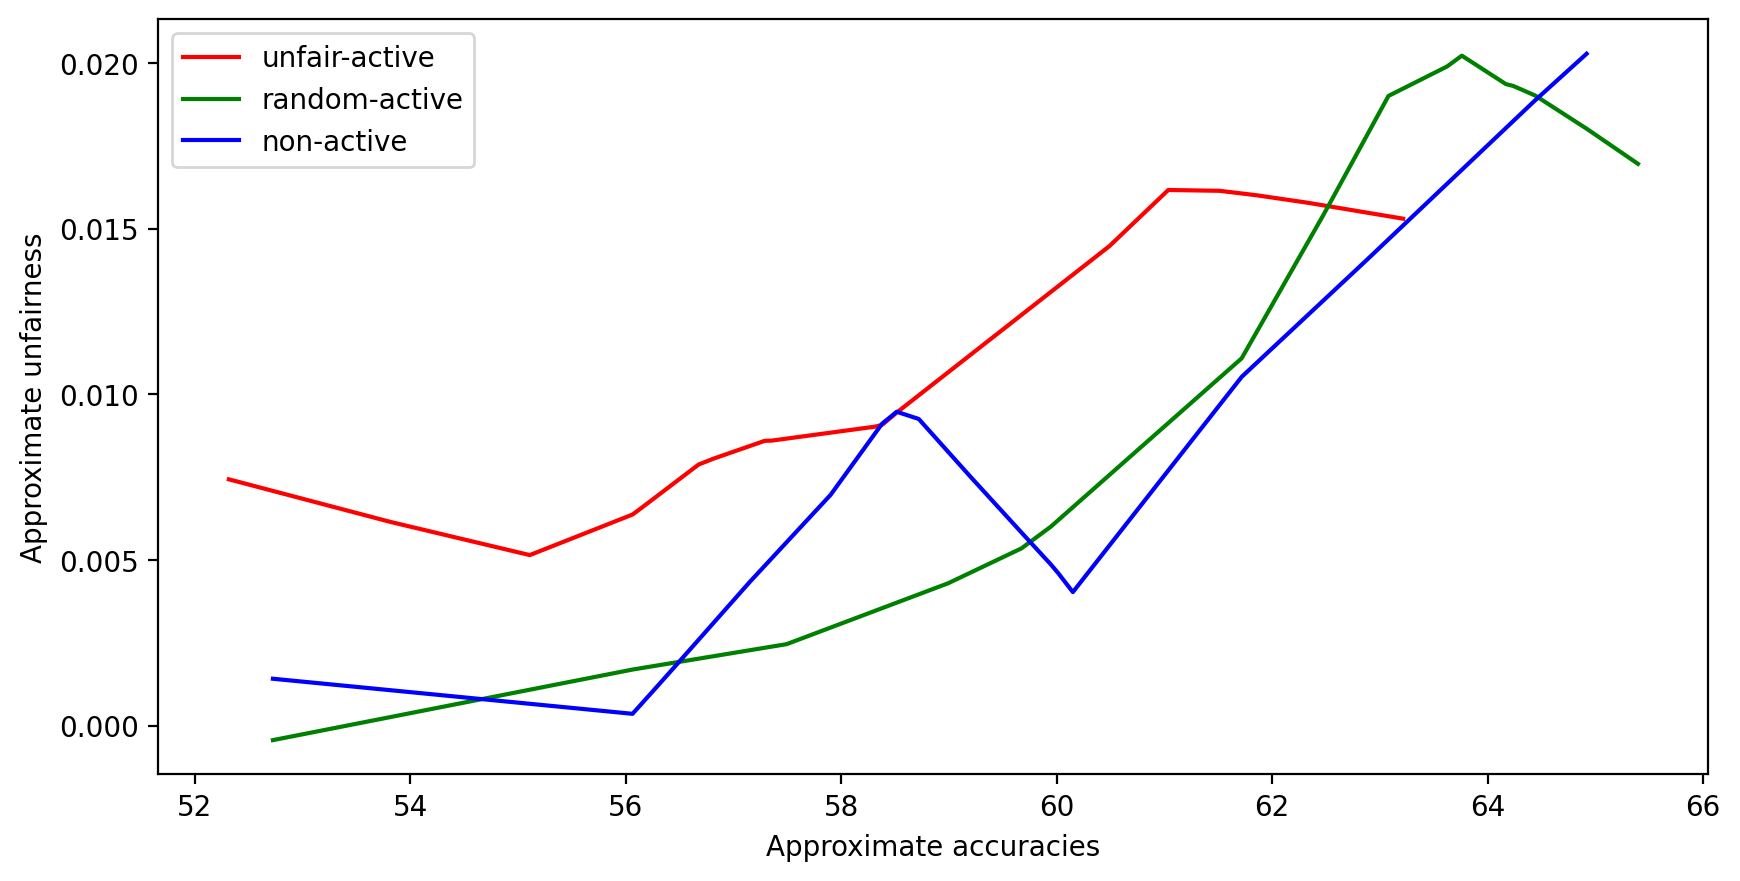 unfair-active
random-active
non-active
0.020
0.015
0.010
0.005
0.000
Approximate unfairness
52 54 56 58 60 62 64 66
Approximate accuracies